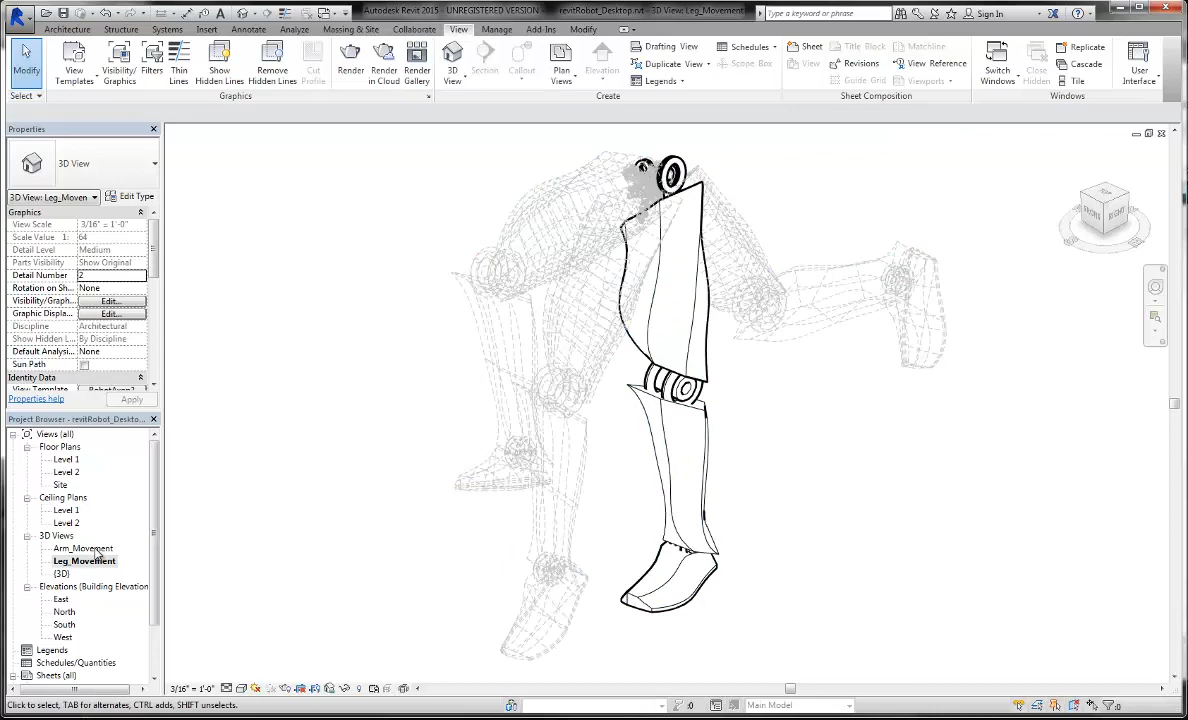 Autodesk Revit 2015 - UNREGISTERED VERSION - revitRobot_Desktop.rvt - 3D View: Leg_Movement
Type a keyword or phrase
Sign In
Architecture Structure Systems Insert Annotate Analyze Massing & Site Collaborate View Manage Add-Ins Modify
Modify
View Templates
Visibility/ Graphics
Filters
Thin Lines
Show Hidden Lines
Remove Hidden Lines
Cut Profile
Render
Render in Cloud
Render Gallery
3D View
Section
Callout
Plan Views
Elevation
Drafting View
Duplicate View
Legends
Schedules
Scope Box
Sheet
View
Title Block
Revisions
Guide Grid
Matchline
View Reference
Viewports
Switch Windows
Close Hidden
Replicate
Cascade
Tile
User Interface
Select
Graphics
Create
Sheet Composition
Windows
Properties
3D View
3D View: Leg_Moven
Edit Type
Graphics
View Scale 3/16" = 1'-0"
Scale Value 1: 64
Detail Level Medium
Parts Visibility Show Original
Detail Number 2
Rotation on Sh... None
Visibility/Graph... Edit...
Graphic Displa... Edit...
Discipline Architectural
Show Hidden L... By Discipline
Default Analysi... None
Sun Path
Identity Data
Properties help
Apply
Project Browser - revitRobot_Deskto...
Views (all)
Floor Plans
Level 1
Level 2
Site
Ceiling Plans
Level 1
Level 2
3D Views
Arm_Movement
Leg_Movement
{3D}
Elevations (Building Elevation
East
North
South
West
Legends
Schedules/Quantities
Sheets (all)
FRONT
RIGHT
3/16" = 1'-0"
Click to select, TAB for alternates, CTRL adds, SHIFT unselects.
:0
Main Model
:0